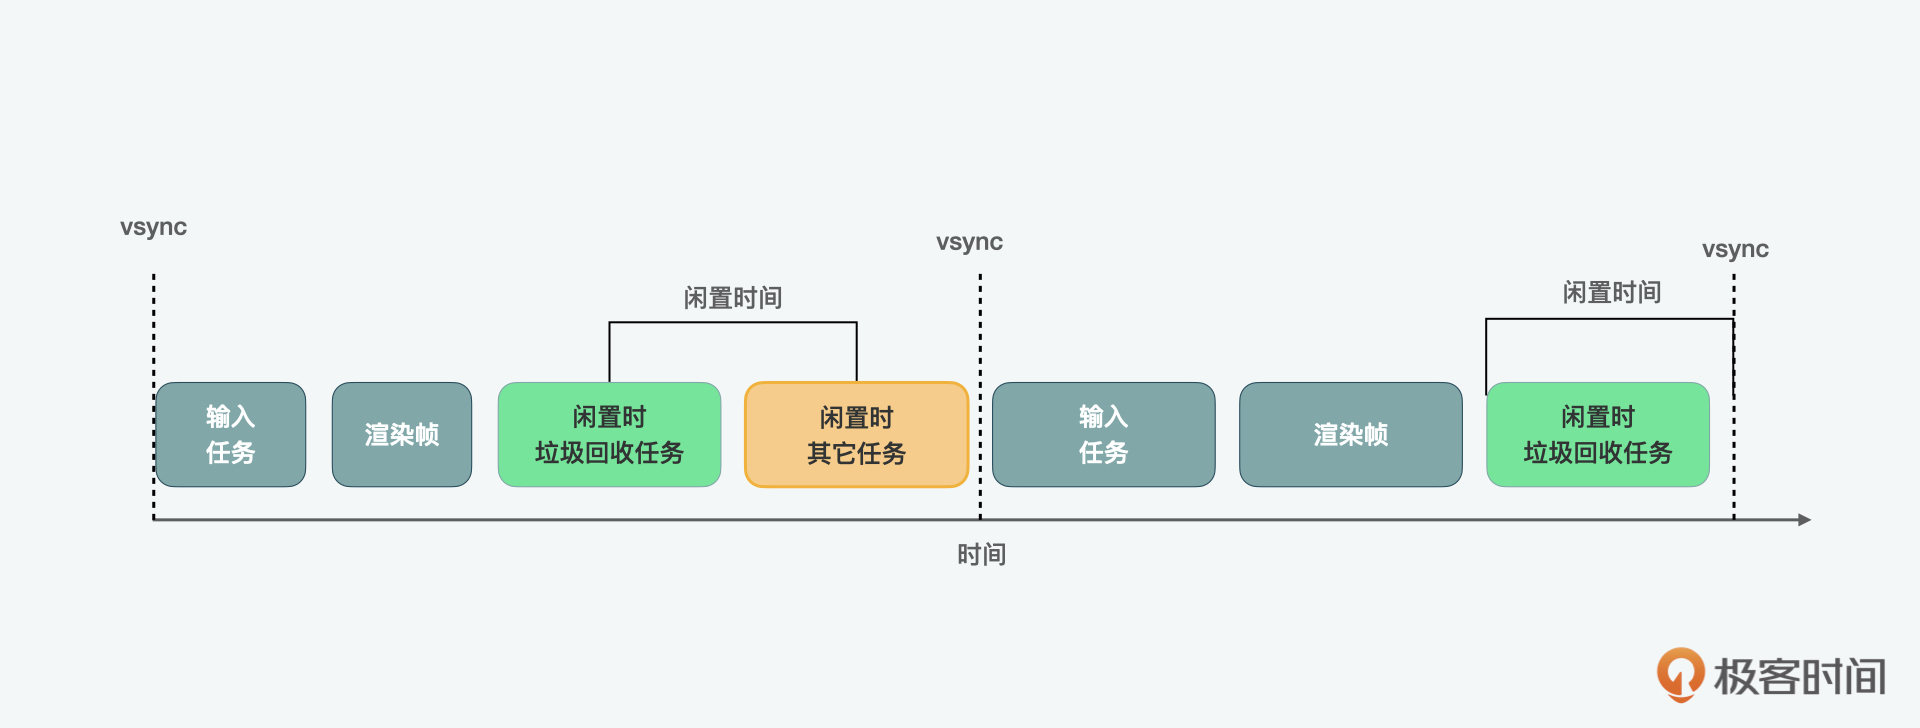 vsync
vsync
vsync
闲置时间
闲置时间
输入
任务
渲染帧
闲置时
垃圾回收任务
闲置时
其它任务
输入
任务
渲染帧
闲置时
垃圾回收任务
时间
极客时间